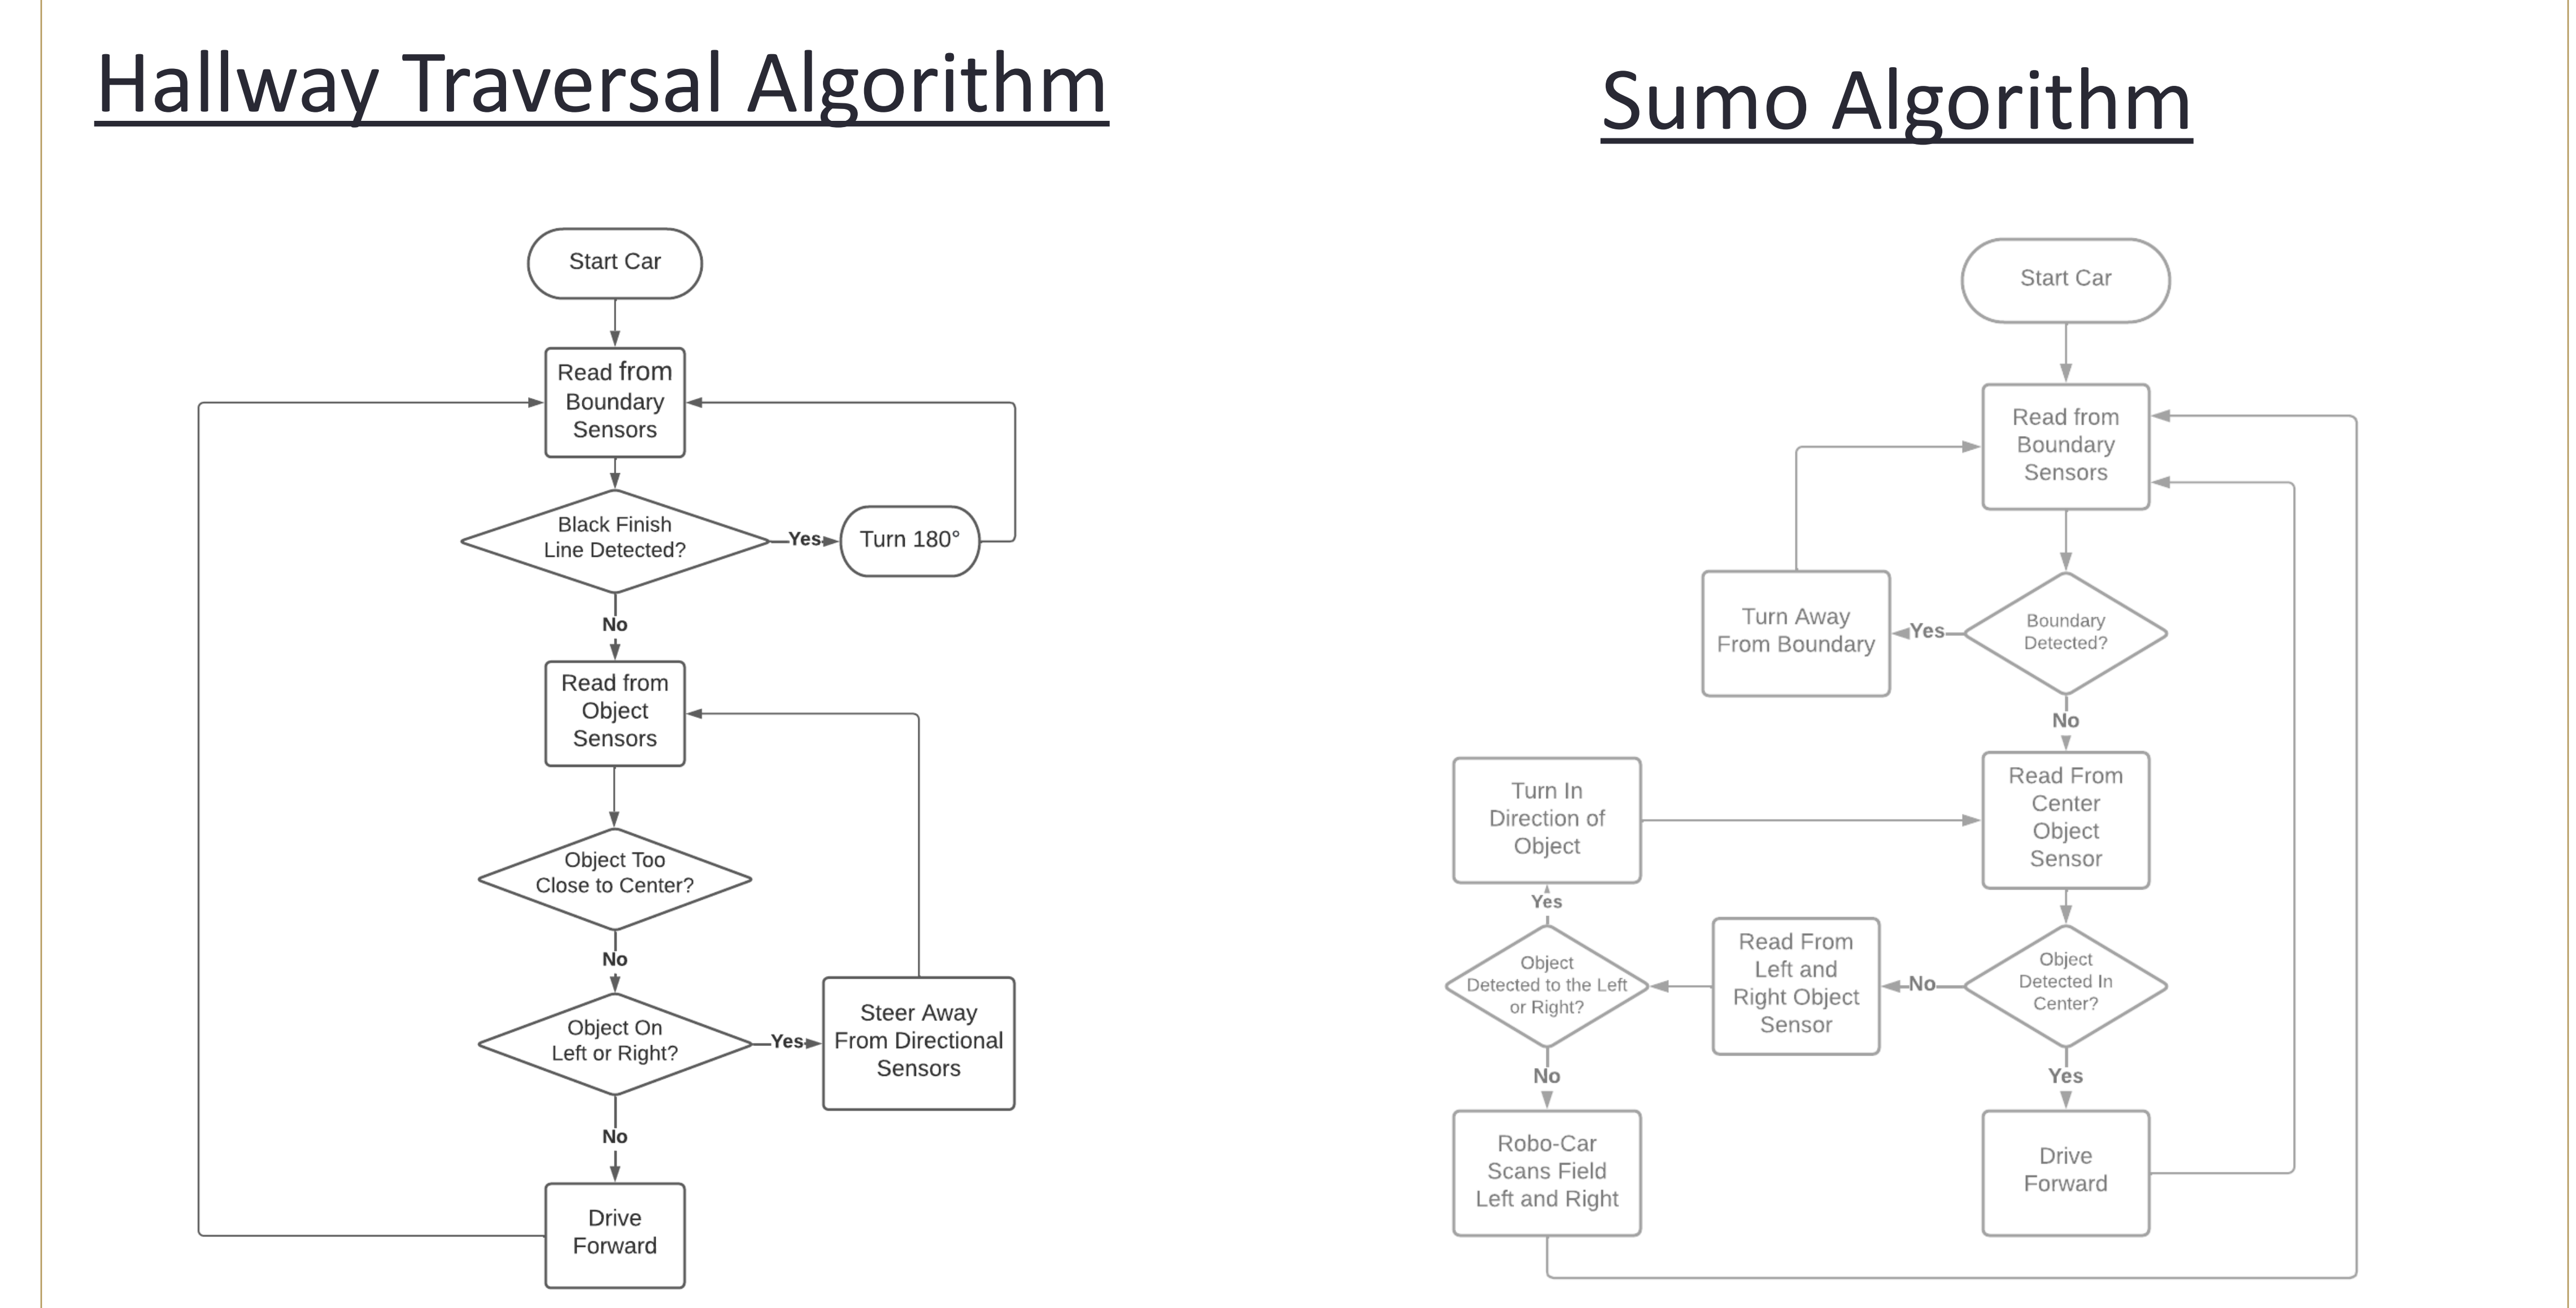 Hallway Traversal Algorithm
Start Car
Read from
Boundary
Sensors
Black Finish
Line Detected?
Yes
Turn 180°
No
Read from
Object
Sensors
Object Too
Close to Center?
No
Object On
Left or Right?
Yes
Steer Away
From Directional
Sensors
No
Drive
Forward
Sumo Algorithm
Start Car
Read from
Boundary
Sensors
Boundary
Detected?
Yes
Turn Away
From Boundary
No
Read From
Center
Object
Sensor
Object
Detected In
Center?
No
Read From
Left and
Right Object
Sensor
Object
Detected to the Left
or Right?
Yes
Turn In
Direction of
Object
No
Robo-Car
Scans Field
Left and Right
Yes
Drive
Forward